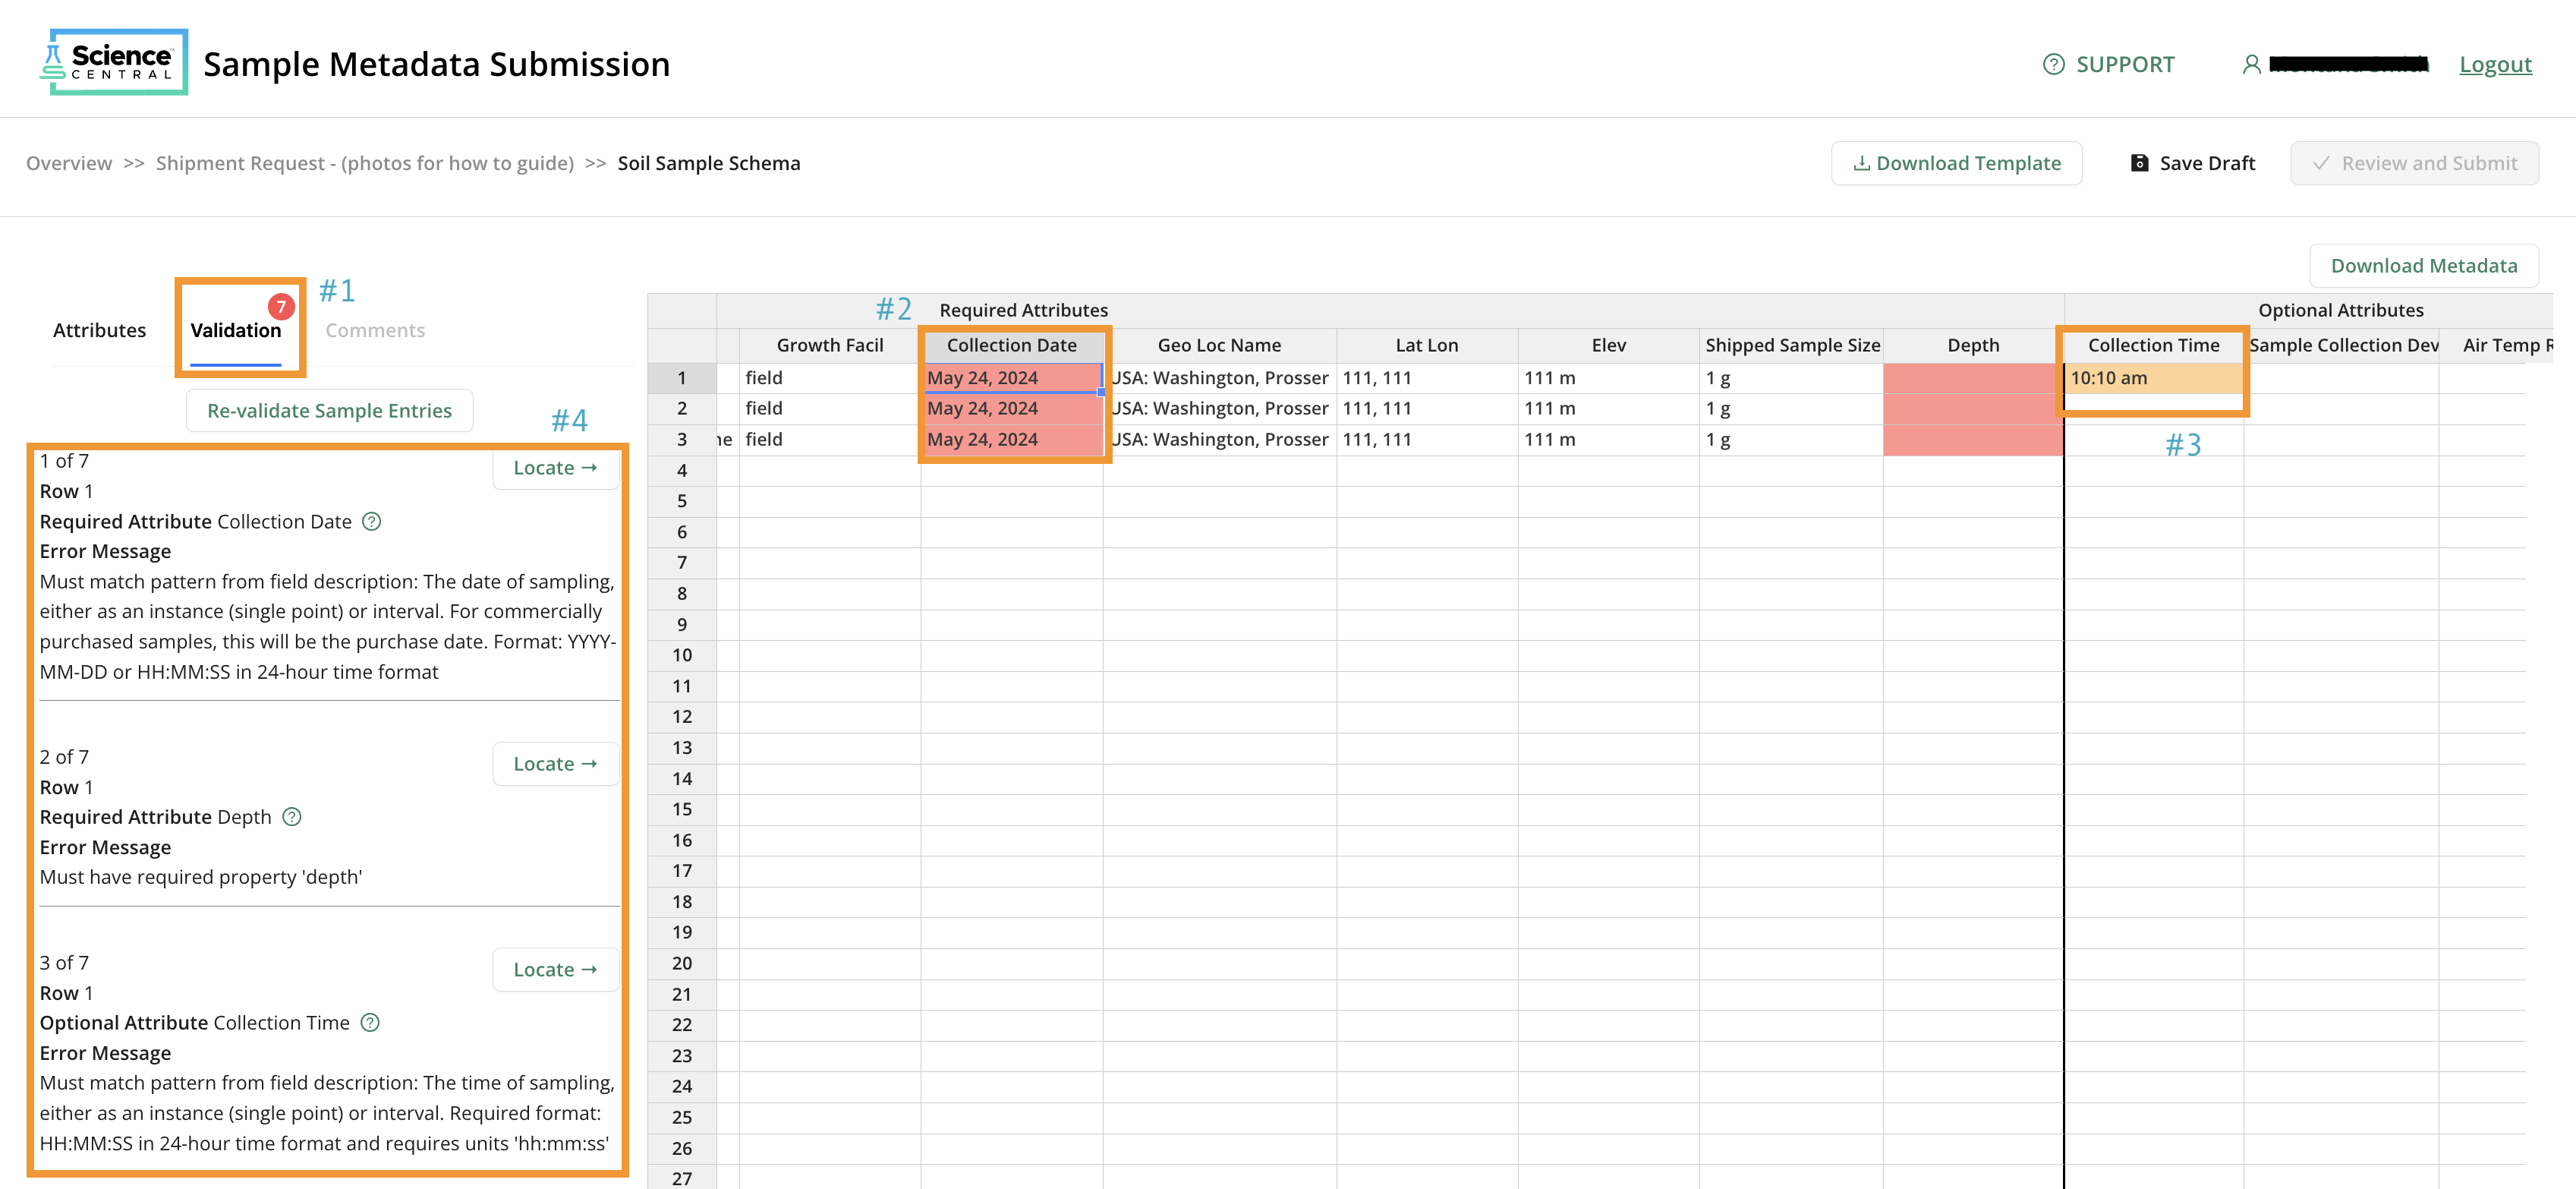 Science
CENTRAL
Sample Metadata Submission
SUPPORT
Logout
Overview >> Shipment Request - (photos for how to guide) >> Soil Sample Schema
Download Template
Save Draft
Review and Submit
Download Metadata
Attributes
Validation
7
Comments
#1
Re-validate Sample Entries
#4
1 of 7
Locate →
Row 1
Required Attribute Collection Date ?
Error Message
Must match pattern from field description: The date of sampling,
either as an instance (single point) or interval. For commercially
purchased samples, this will be the purchase date. Format: YYYY-
MM-DD or HH:MM:SS in 24-hour time format
2 of 7
Locate →
Row 1
Required Attribute Depth ?
Error Message
Must have required property 'depth'
3 of 7
Locate →
Row 1
Optional Attribute Collection Time ?
Error Message
Must match pattern from field description: The time of sampling,
either as an instance (single point) or interval. Required format:
HH:MM:SS in 24-hour time format and requires units 'hh:mm:ss'
#2 Required Attributes Optional Attributes
Growth Facil Collection Date Geo Loc Name Lat Lon Elev Shipped Sample Size Depth Collection Time Sample Collection Dev Air Temp R
1 field May 24, 2024 USA: Washington, Prosser 111, 111 111 m 1 g 10:10 am
2 field May 24, 2024 USA: Washington, Prosser 111, 111 111 m 1 g
3 ne field May 24, 2024 USA: Washington, Prosser 111, 111 111 m 1 g
#3
4
5
6
7
8
9
10
11
12
13
14
15
16
17
18
19
20
21
22
23
24
25
26
27